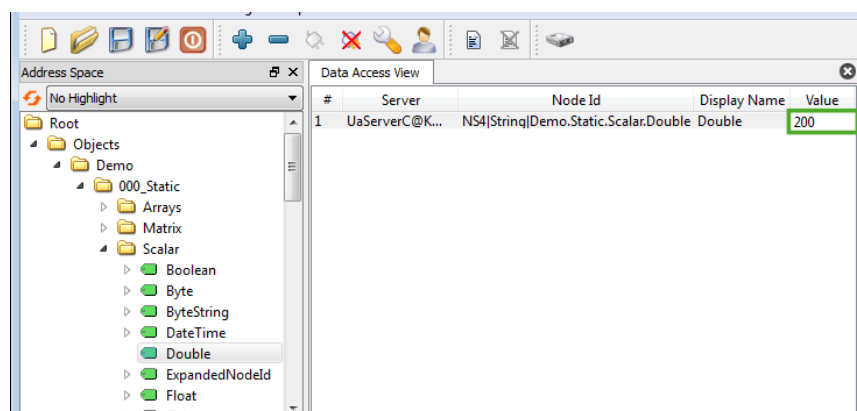 Address Space
Data Access View
No Highlight
# Server Node Id Display Name Value
1 UaServerC@K... NS4|String|Demo.Static.Scalar.Double Double 200
Root
Objects
Demo
000_Static
Arrays
Matrix
Scalar
Boolean
Byte
ByteString
DateTime
Double
ExpandedNodeId
Float